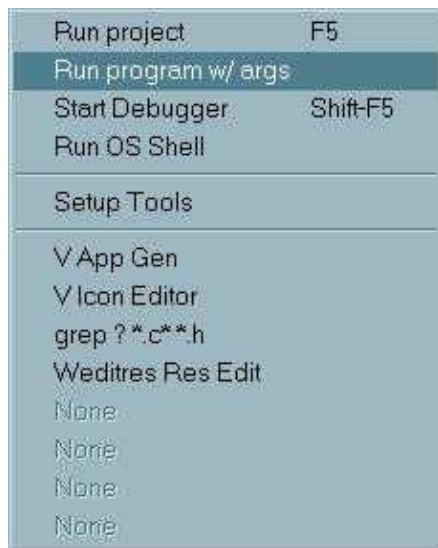 Run project F5
Run program w/ args
Start Debugger Shift-F5
Run OS Shell
Setup Tools
V App Gen
V Icon Editor
grep ? *.c* *.h
Weditres Res Edit
None
None
None
None